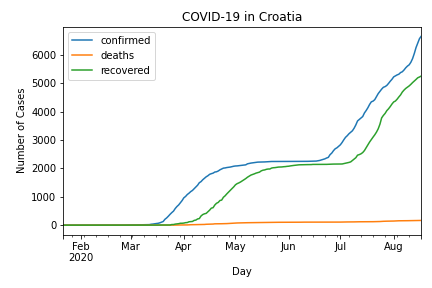 COVID-19 in Croatia
confirmed
deaths
recovered
Number of Cases
6000
5000
4000
3000
2000
1000
0
Feb Mar Apr May Jun Jul Aug
2020
Day